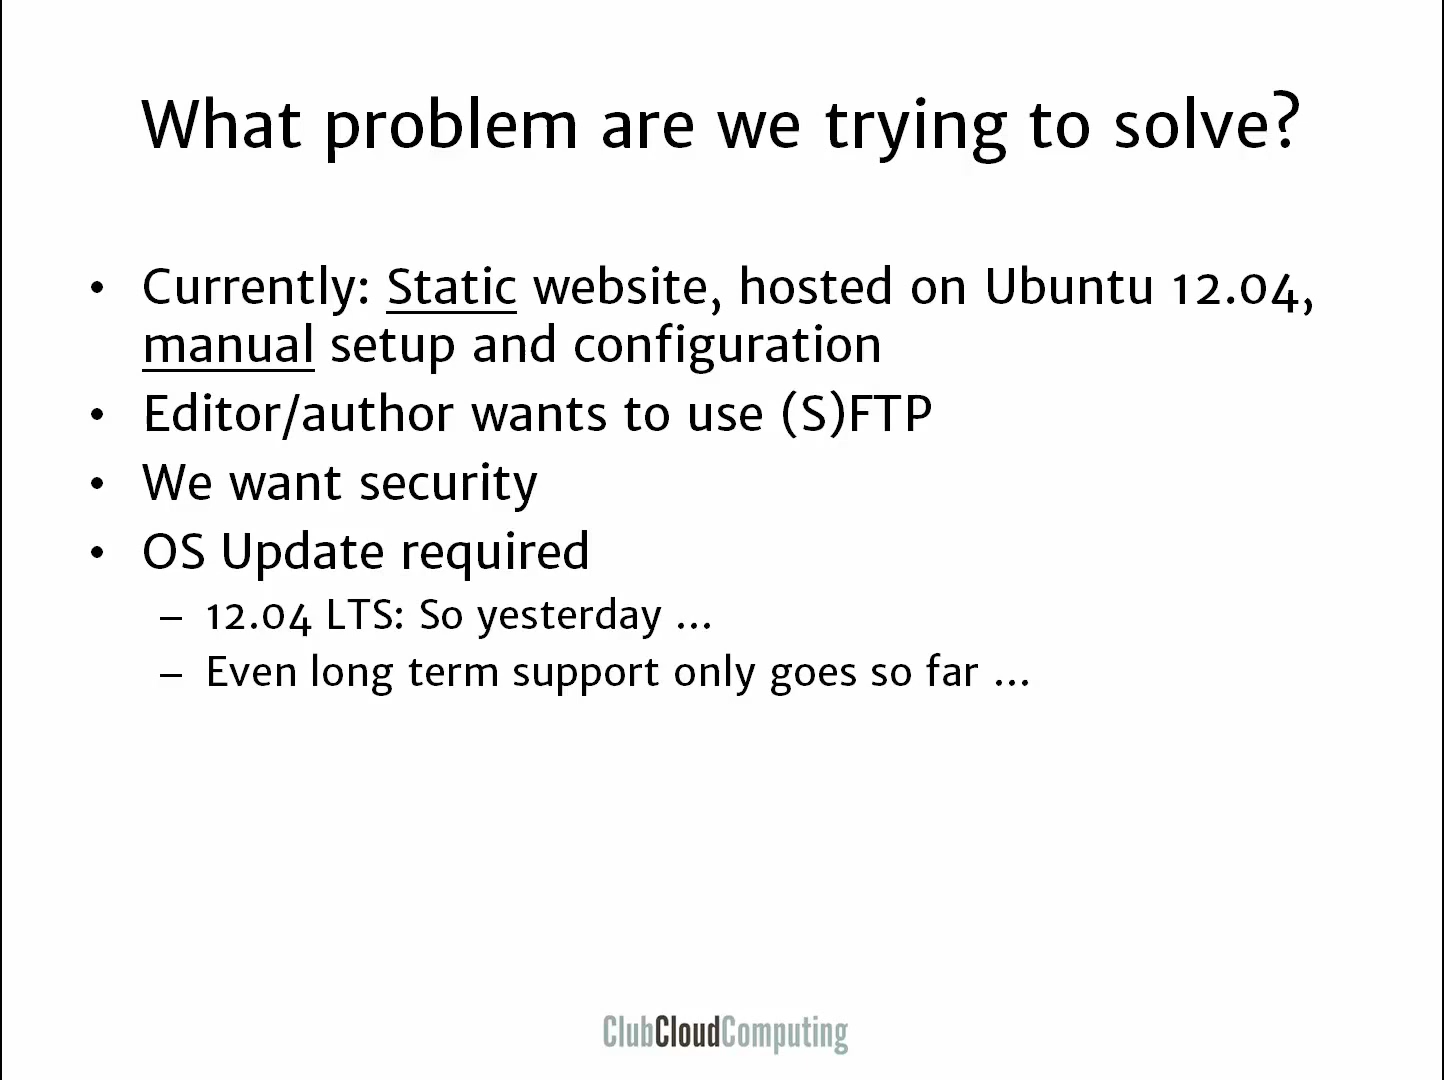 What problem are we trying to solve?
• Currently: Static website, hosted on Ubuntu 12.04,
manual setup and configuration
• Editor/author wants to use (S)FTP
• We want security
• OS Update required
– 12.04 LTS: So yesterday ...
– Even long term support only goes so far ...
ClubCloudComputing